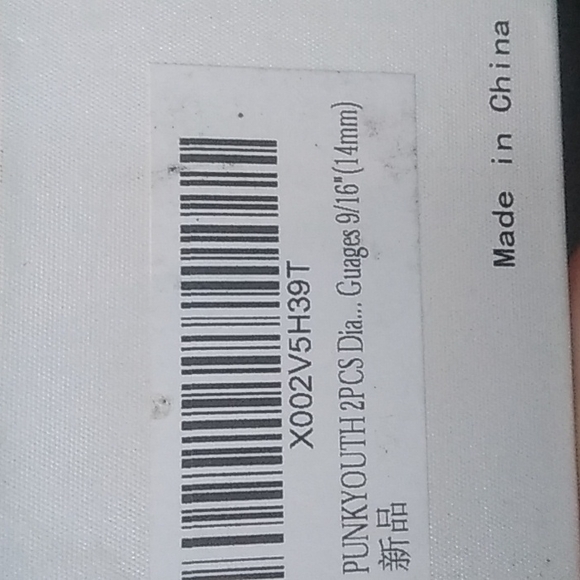 X002V5H39T
PUNKYOUTH 2PCS Dia... Guages 9/16"(14mm)
新品
Made in China